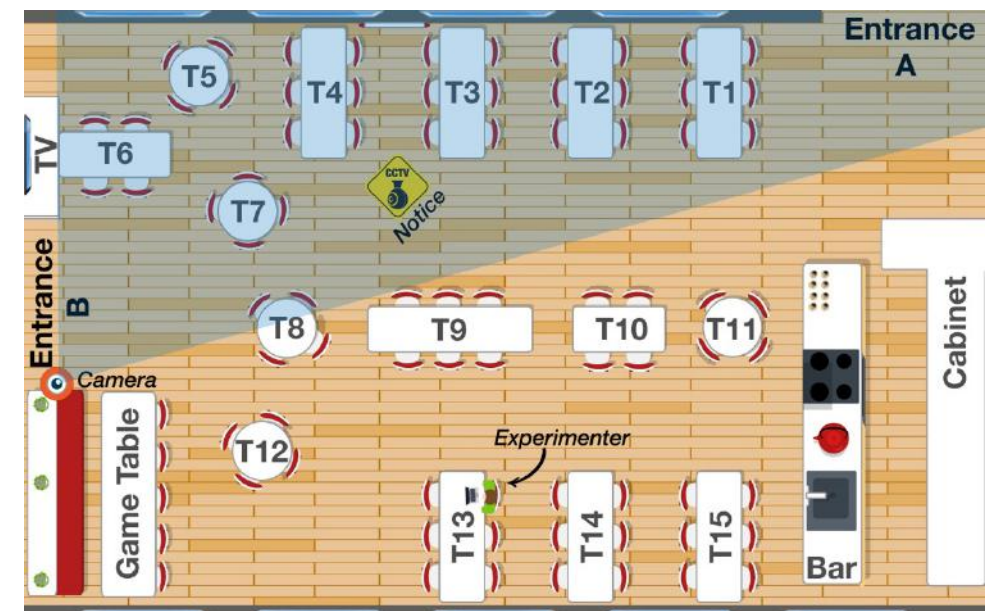 Entrance
A
T5
T4
T3
T2
T1
TV
T6
CCTV
Notice
T7
Entrance
B
T8
T9
T10
T11
Cabinet
Camera
Game Table
T12
Experimenter
T13
T14
T15
Bar